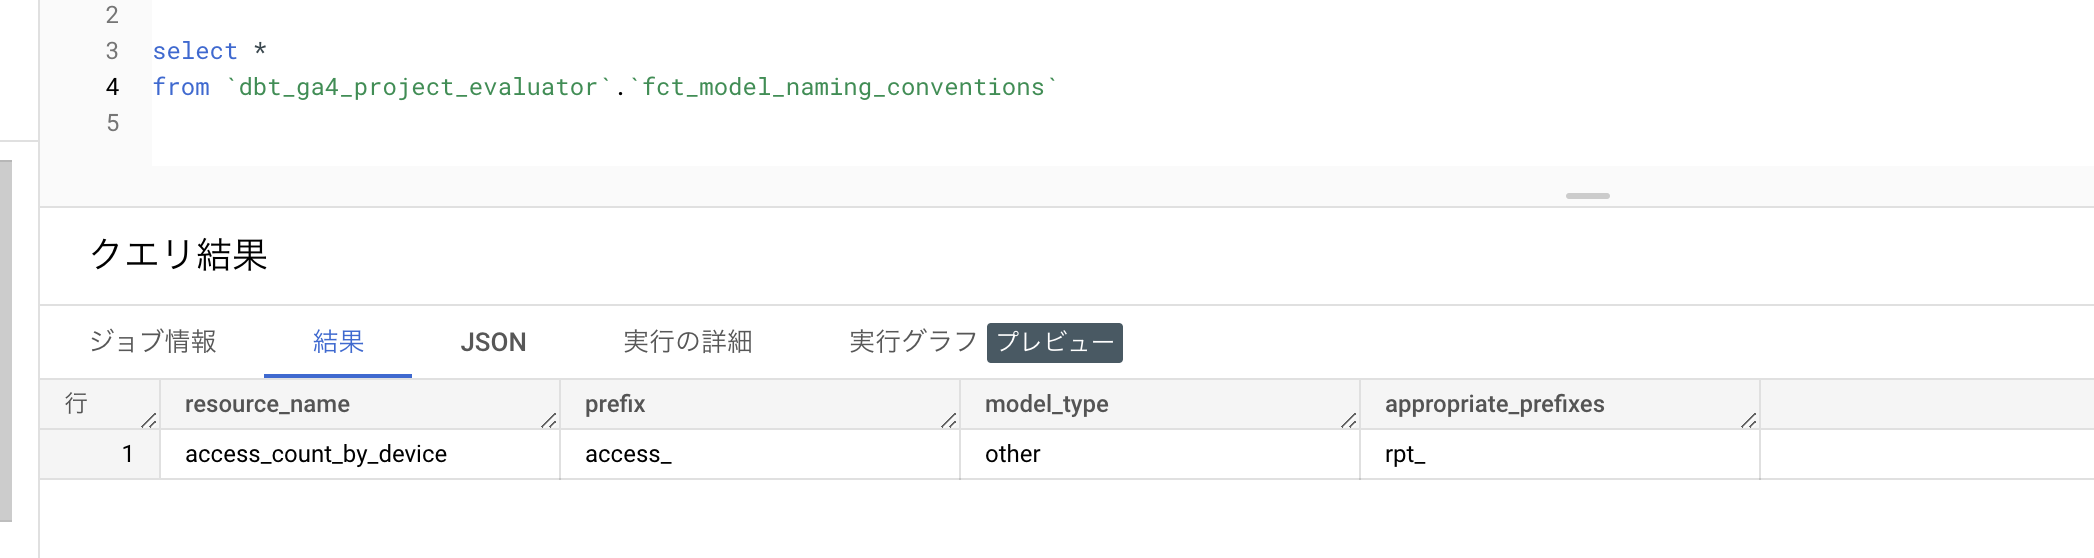 2
3 select *
4 from `dbt_ga4_project_evaluator`.`fct_model_naming_conventions`
5
クエリ結果
ジョブ情報 結果 JSON 実行の詳細 実行グラフ プレビュー
行 resource_name prefix model_type appropriate_prefixes
1 access_count_by_device access_ other rpt_